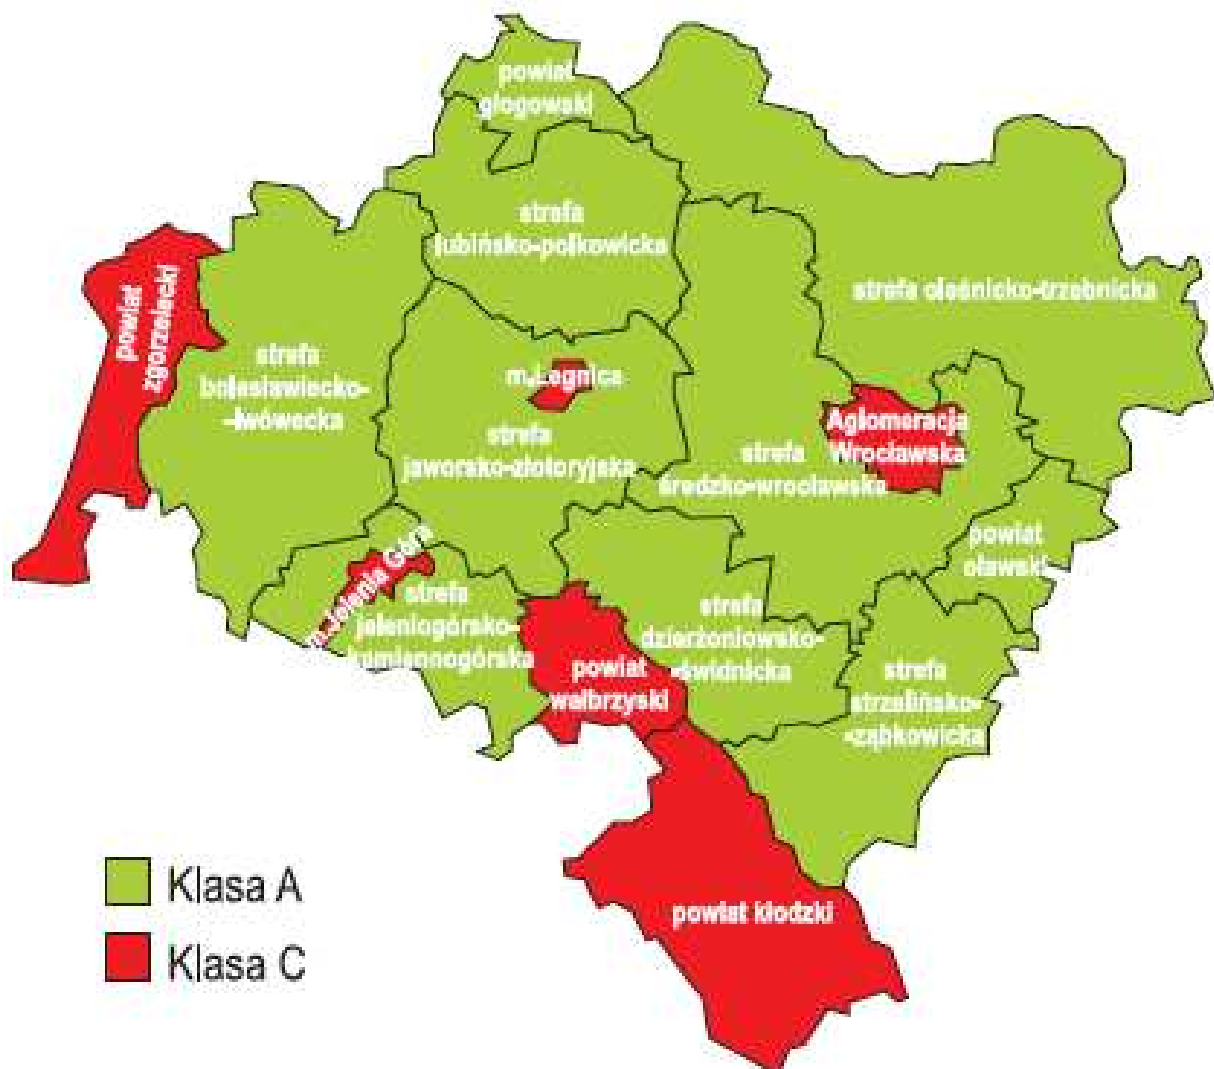 powiat
głogowski
strefa
lubińsko-polkowicka
strefa oleśnicko-trzebnicka
powiat
zgorzelecki
strefa
bolesławiecko-
-lwówecka
m.Legnica
strefa
jaworsko-złotoryjska
Aglomeracja
Wrocławska
strefa
średzko-wrocławska
powiat
oławski
m.Jelenia Góra
strefa
jeleniogórsko-
kamiennogórska
strefa
dzierżoniowsko-
-świdnicka
powiat
wałbrzyski
strefa
strzelińsko-
-ząbkowicka
powiat kłodzki
Klasa A
Klasa C